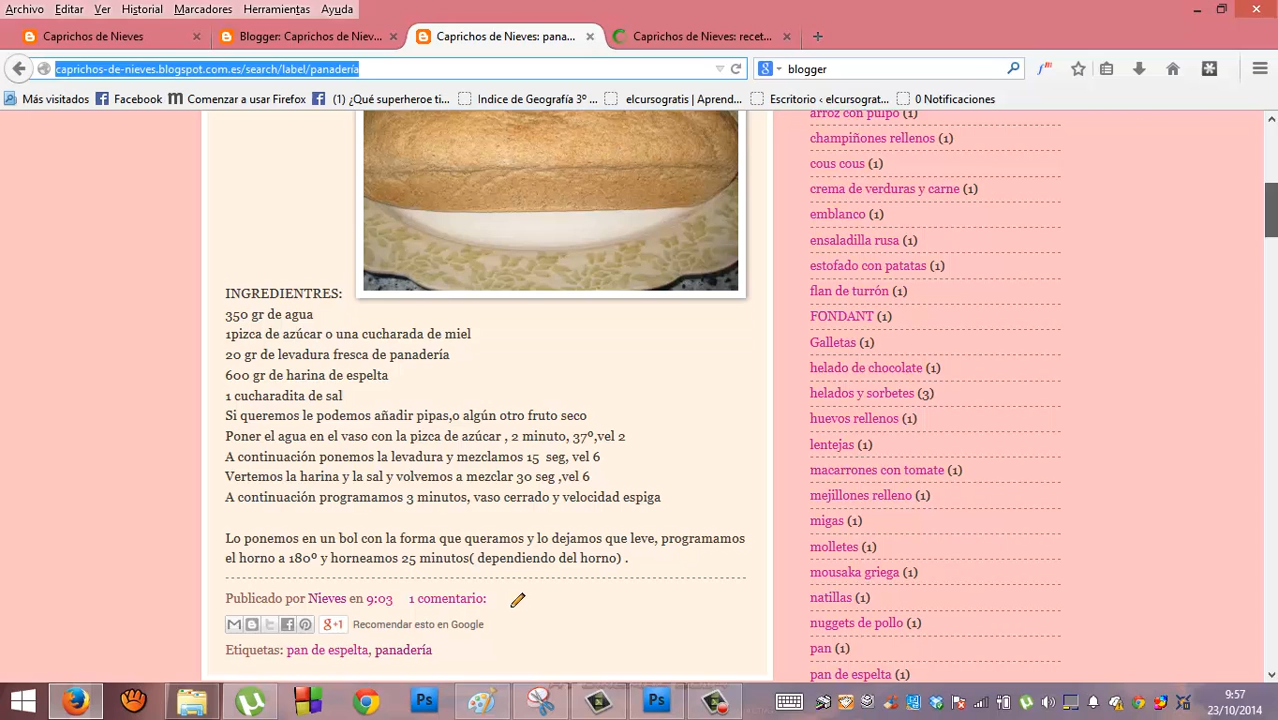 Archivo Editar Ver Historial Marcadores Herramientas Ayuda
Caprichos de Nieves
Blogger: Caprichos de Niev...
Caprichos de Nieves: pana...
Caprichos de Nieves: recet...
caprichos-de-nieves.blogspot.com.es/search/label/panadería
blogger
Más visitados
Facebook
Comenzar a usar Firefox
(1) ¿Qué superheroe ti...
Indice de Geografía 3º ...
elcursogratis | Aprend...
Escritorio ‹ elcursograt...
0 Notificaciones
INGREDIENTRES:
350 gr de agua
1pizca de azúcar o una cucharada de miel
20 gr de levadura fresca de panadería
600 gr de harina de espelta
1 cucharadita de sal
Si queremos le podemos añadir pipas,o algún otro fruto seco
Poner el agua en el vaso con la pizca de azúcar , 2 minuto, 37º,vel 2
A continuación ponemos la levadura y mezclamos 15 seg, vel 6
Vertemos la harina y la sal y volvemos a mezclar 30 seg ,vel 6
A continuación programamos 3 minutos, vaso cerrado y velocidad espiga
Lo ponemos en un bol con la forma que queramos y lo dejamos que leve, programamos
el horno a 180º y horneamos 25 minutos( dependiendo del horno) .
Publicado por Nieves en 9:03 1 comentario:
g+1 Recomendar esto en Google
Etiquetas: pan de espelta, panadería
arroz con pulpo (1)
champiñones rellenos (1)
cous cous (1)
crema de verduras y carne (1)
emblanco (1)
ensaladilla rusa (1)
estofado con patatas (1)
flan de turrón (1)
FONDANT (1)
Galletas (1)
helado de chocolate (1)
helados y sorbetes (3)
huevos rellenos (1)
lentejas (1)
macarrones con tomate (1)
mejillones relleno (1)
migas (1)
molletes (1)
mousaka griega (1)
natillas (1)
nuggets de pollo (1)
pan (1)
pan de espelta (1)
Ps
Ps
9:57
23/10/2014